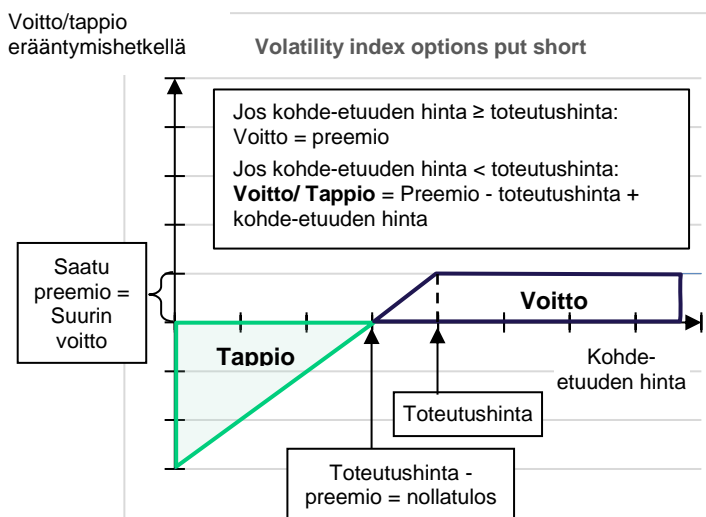 Voitto/tappio
erääntymishetkellä
Volatility index options put short
Jos kohde-etuuden hinta ≥ toteutushinta:
Voitto = preemio
Jos kohde-etuuden hinta < toteutushinta:
Voitto/ Tappio = Preemio - toteutushinta +
kohde-etuuden hinta
Saatu
preemio =
Suurin
voitto
Voitto
Tappio
Kohde-
etuuden hinta
Toteutushinta
Toteutushinta -
preemio = nollatulos